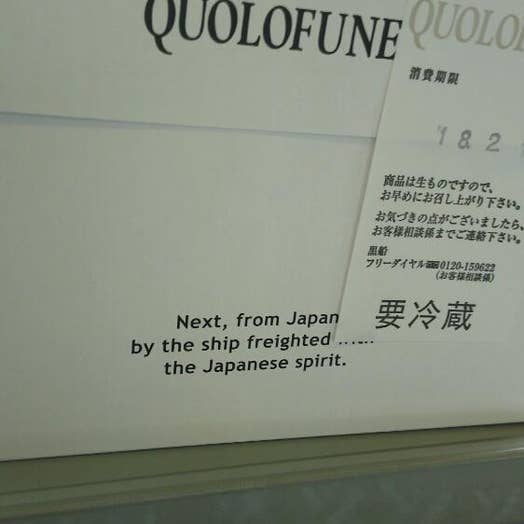 QUOLOFUNE
QUOLO
消費期限
18.2
商品は生ものですので、
お早めにお召し上がり下さい。
お気づきの点がございましたら、
お客様相談係までご連絡下さい。
黒船
フリーダイヤル 0120-159622
(お客様相談係)
要冷蔵
Next, from Japan
by the ship freighted with
the Japanese spirit.